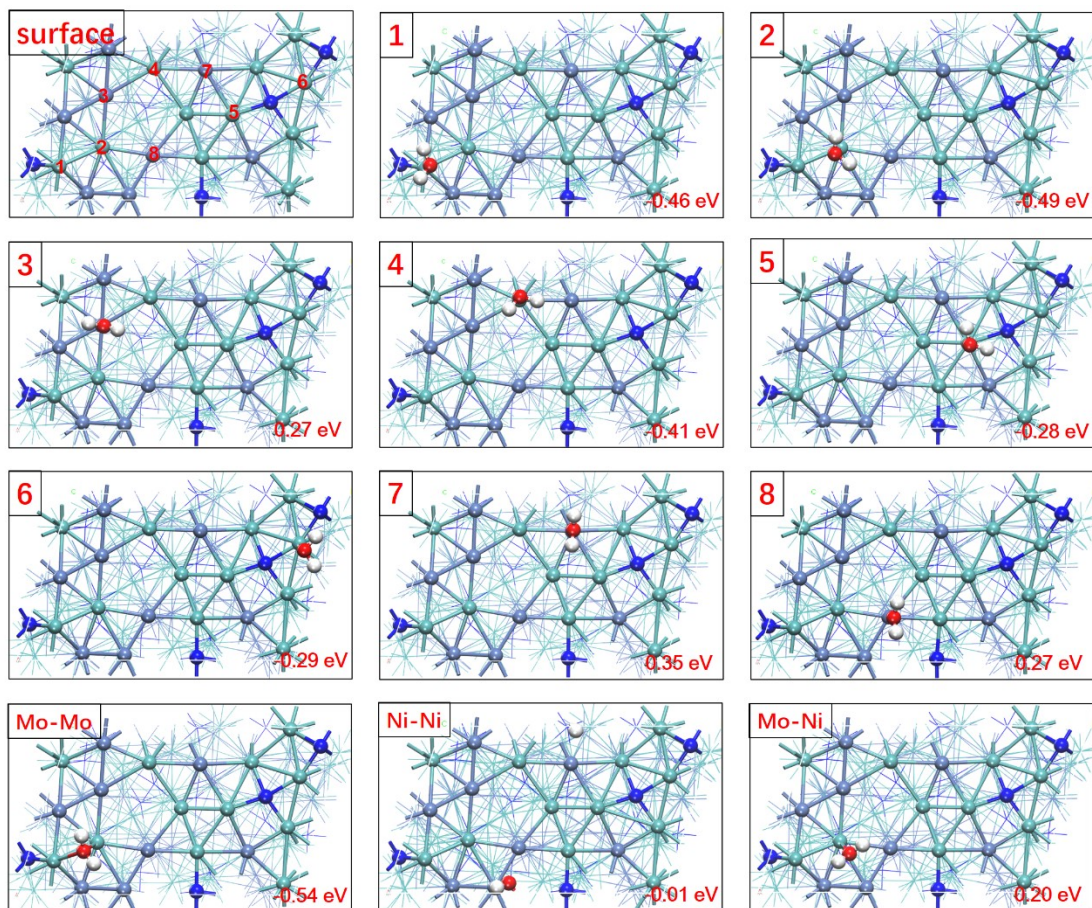 surface
4 7
6
3
5
2 8
1
1
-0.46 eV
2
-0.49 eV
3
0.27 eV
4
-0.41 eV
5
-0.28 eV
6
-0.29 eV
7
0.35 eV
8
0.27 eV
Mo-Mo
-0.54 eV
Ni-Ni
-0.01 eV
Mo-Ni
0.20 eV